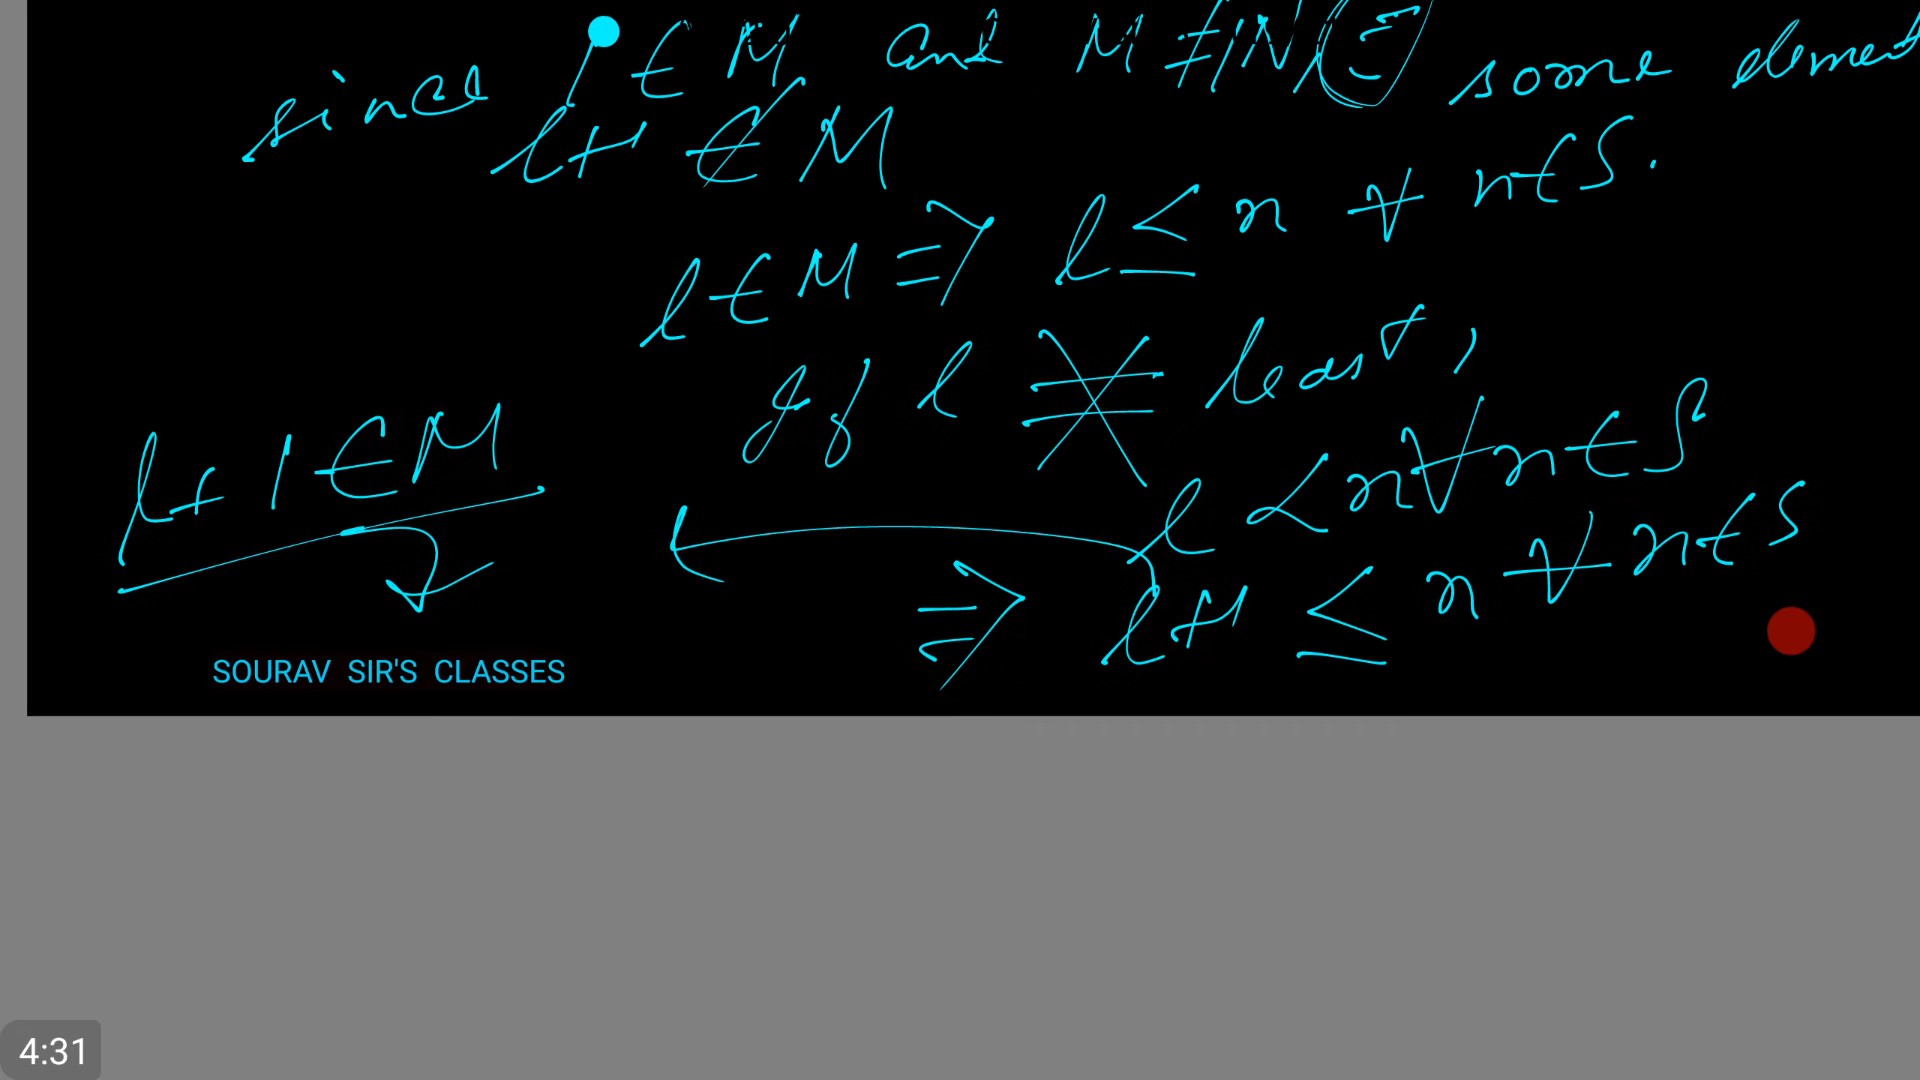 since 1 ∈ M, and M ≠ ℕ, ∃ some element
l+1 ∉ M
l ∈ M ⇒ l ≤ n ∀ n ∈ S.
If l ≠ least,
l < n ∀ n ∈ S
l+1 ∈ M
⇒ l+1 ≤ n ∀ n ∈ S
SOURAV SIR'S CLASSES
4:31